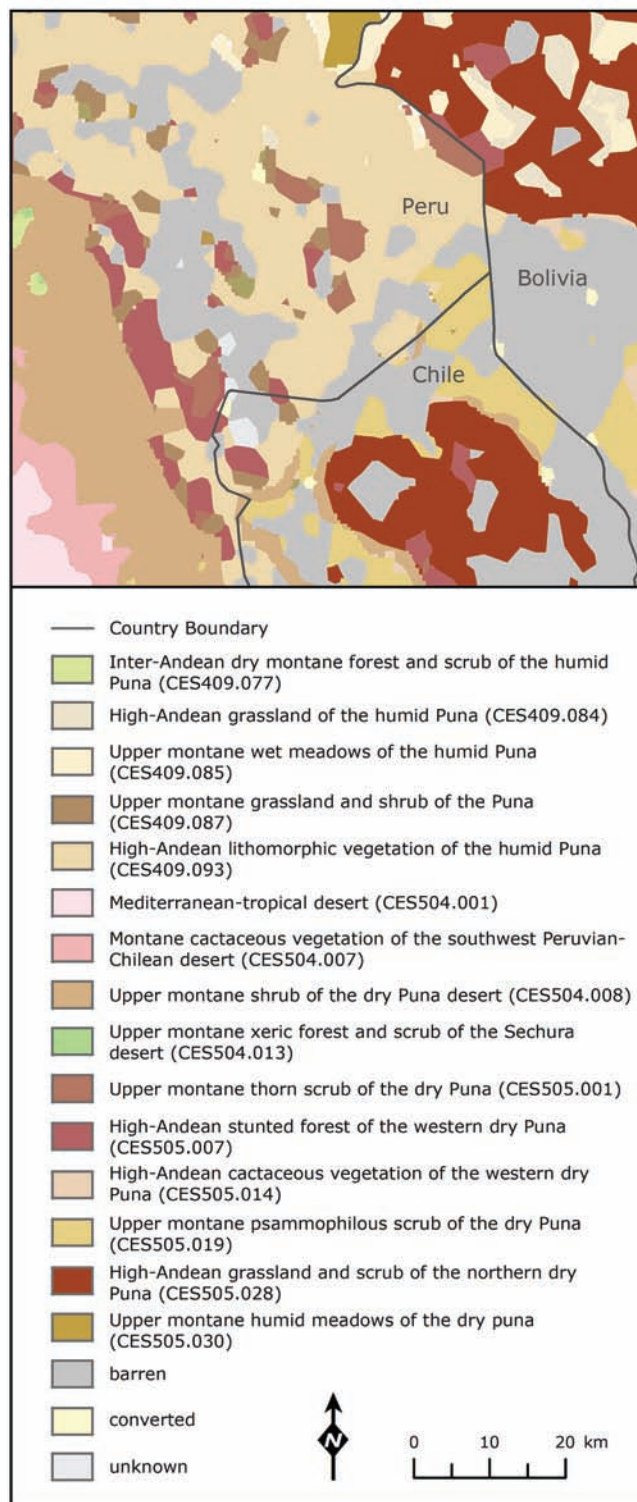 Peru
Bolivia
Chile
Country Boundary
Inter-Andean dry montane forest and scrub of the humid
Puna (CES409.077)
High-Andean grassland of the humid Puna (CES409.084)
Upper montane wet meadows of the humid Puna
(CES409.085)
Upper montane grassland and shrub of the Puna
(CES409.087)
High-Andean lithomorphic vegetation of the humid Puna
(CES409.093)
Mediterranean-tropical desert (CES504.001)
Montane cactaceous vegetation of the southwest Peruvian-
Chilean desert (CES504.007)
Upper montane shrub of the dry Puna desert (CES504.008)
Upper montane xeric forest and scrub of the Sechura
desert (CES504.013)
Upper montane thorn scrub of the dry Puna (CES505.001)
High-Andean stunted forest of the western dry Puna
(CES505.007)
High-Andean cactaceous vegetation of the western dry
Puna (CES505.014)
Upper montane psammophilous scrub of the dry Puna
(CES505.019)
High-Andean grassland and scrub of the northern dry
Puna (CES505.028)
Upper montane humid meadows of the dry puna
(CES505.030)
barren
converted
unknown
N
0 10 20 km